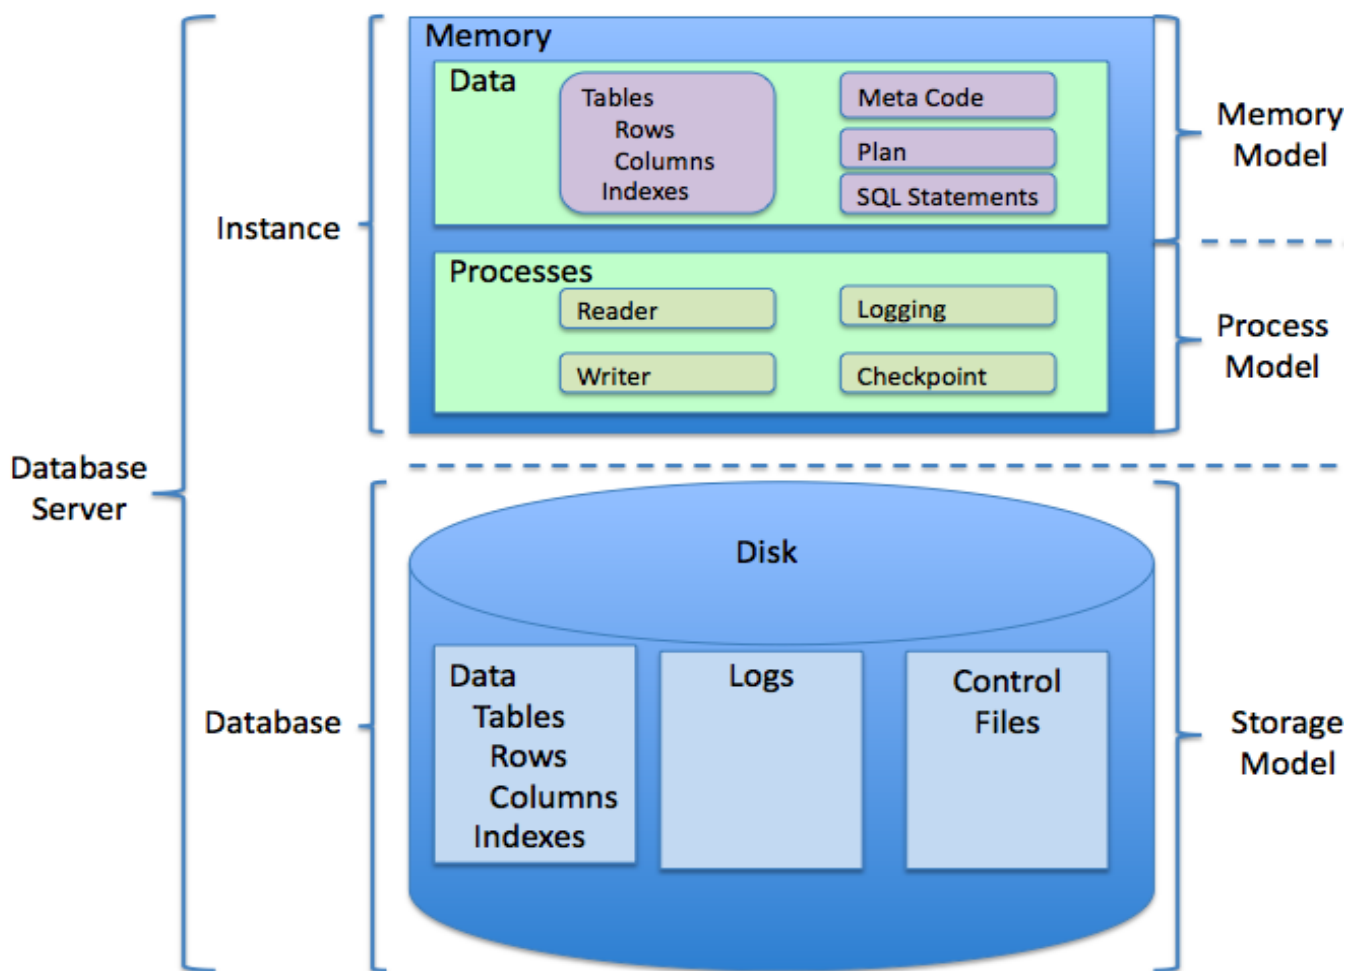 Memory
Data
Tables
Rows
Columns
Indexes
Meta Code
Plan
SQL Statements
Memory
Model
Instance
Processes
Reader
Logging
Writer
Checkpoint
Process
Model
Database
Server
Disk
Data
Tables
Rows
Columns
Indexes
Logs
Control
Files
Database
Storage
Model